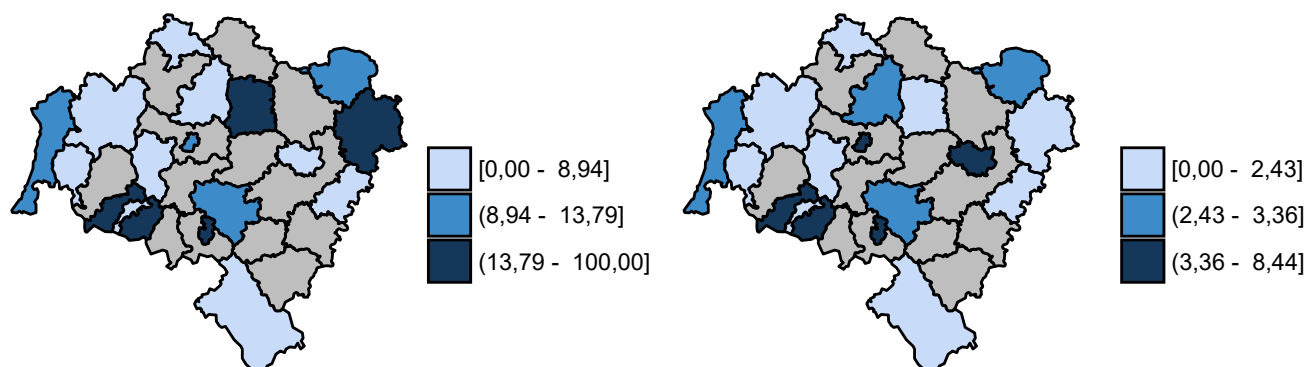 [0,00 - 8,94]
(8,94 - 13,79]
(13,79 - 100,00]
[0,00 - 2,43]
(2,43 - 3,36]
(3,36 - 8,44]